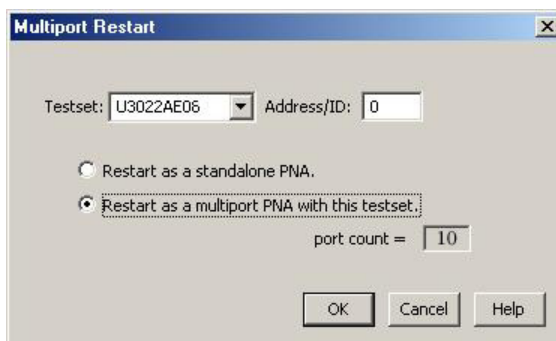 Multiport Restart
Testset: U3022AE06 Address/ID: 0
Restart as a standalone PNA.
Restart as a multiport PNA with this testset.
port count = 10
OK Cancel Help